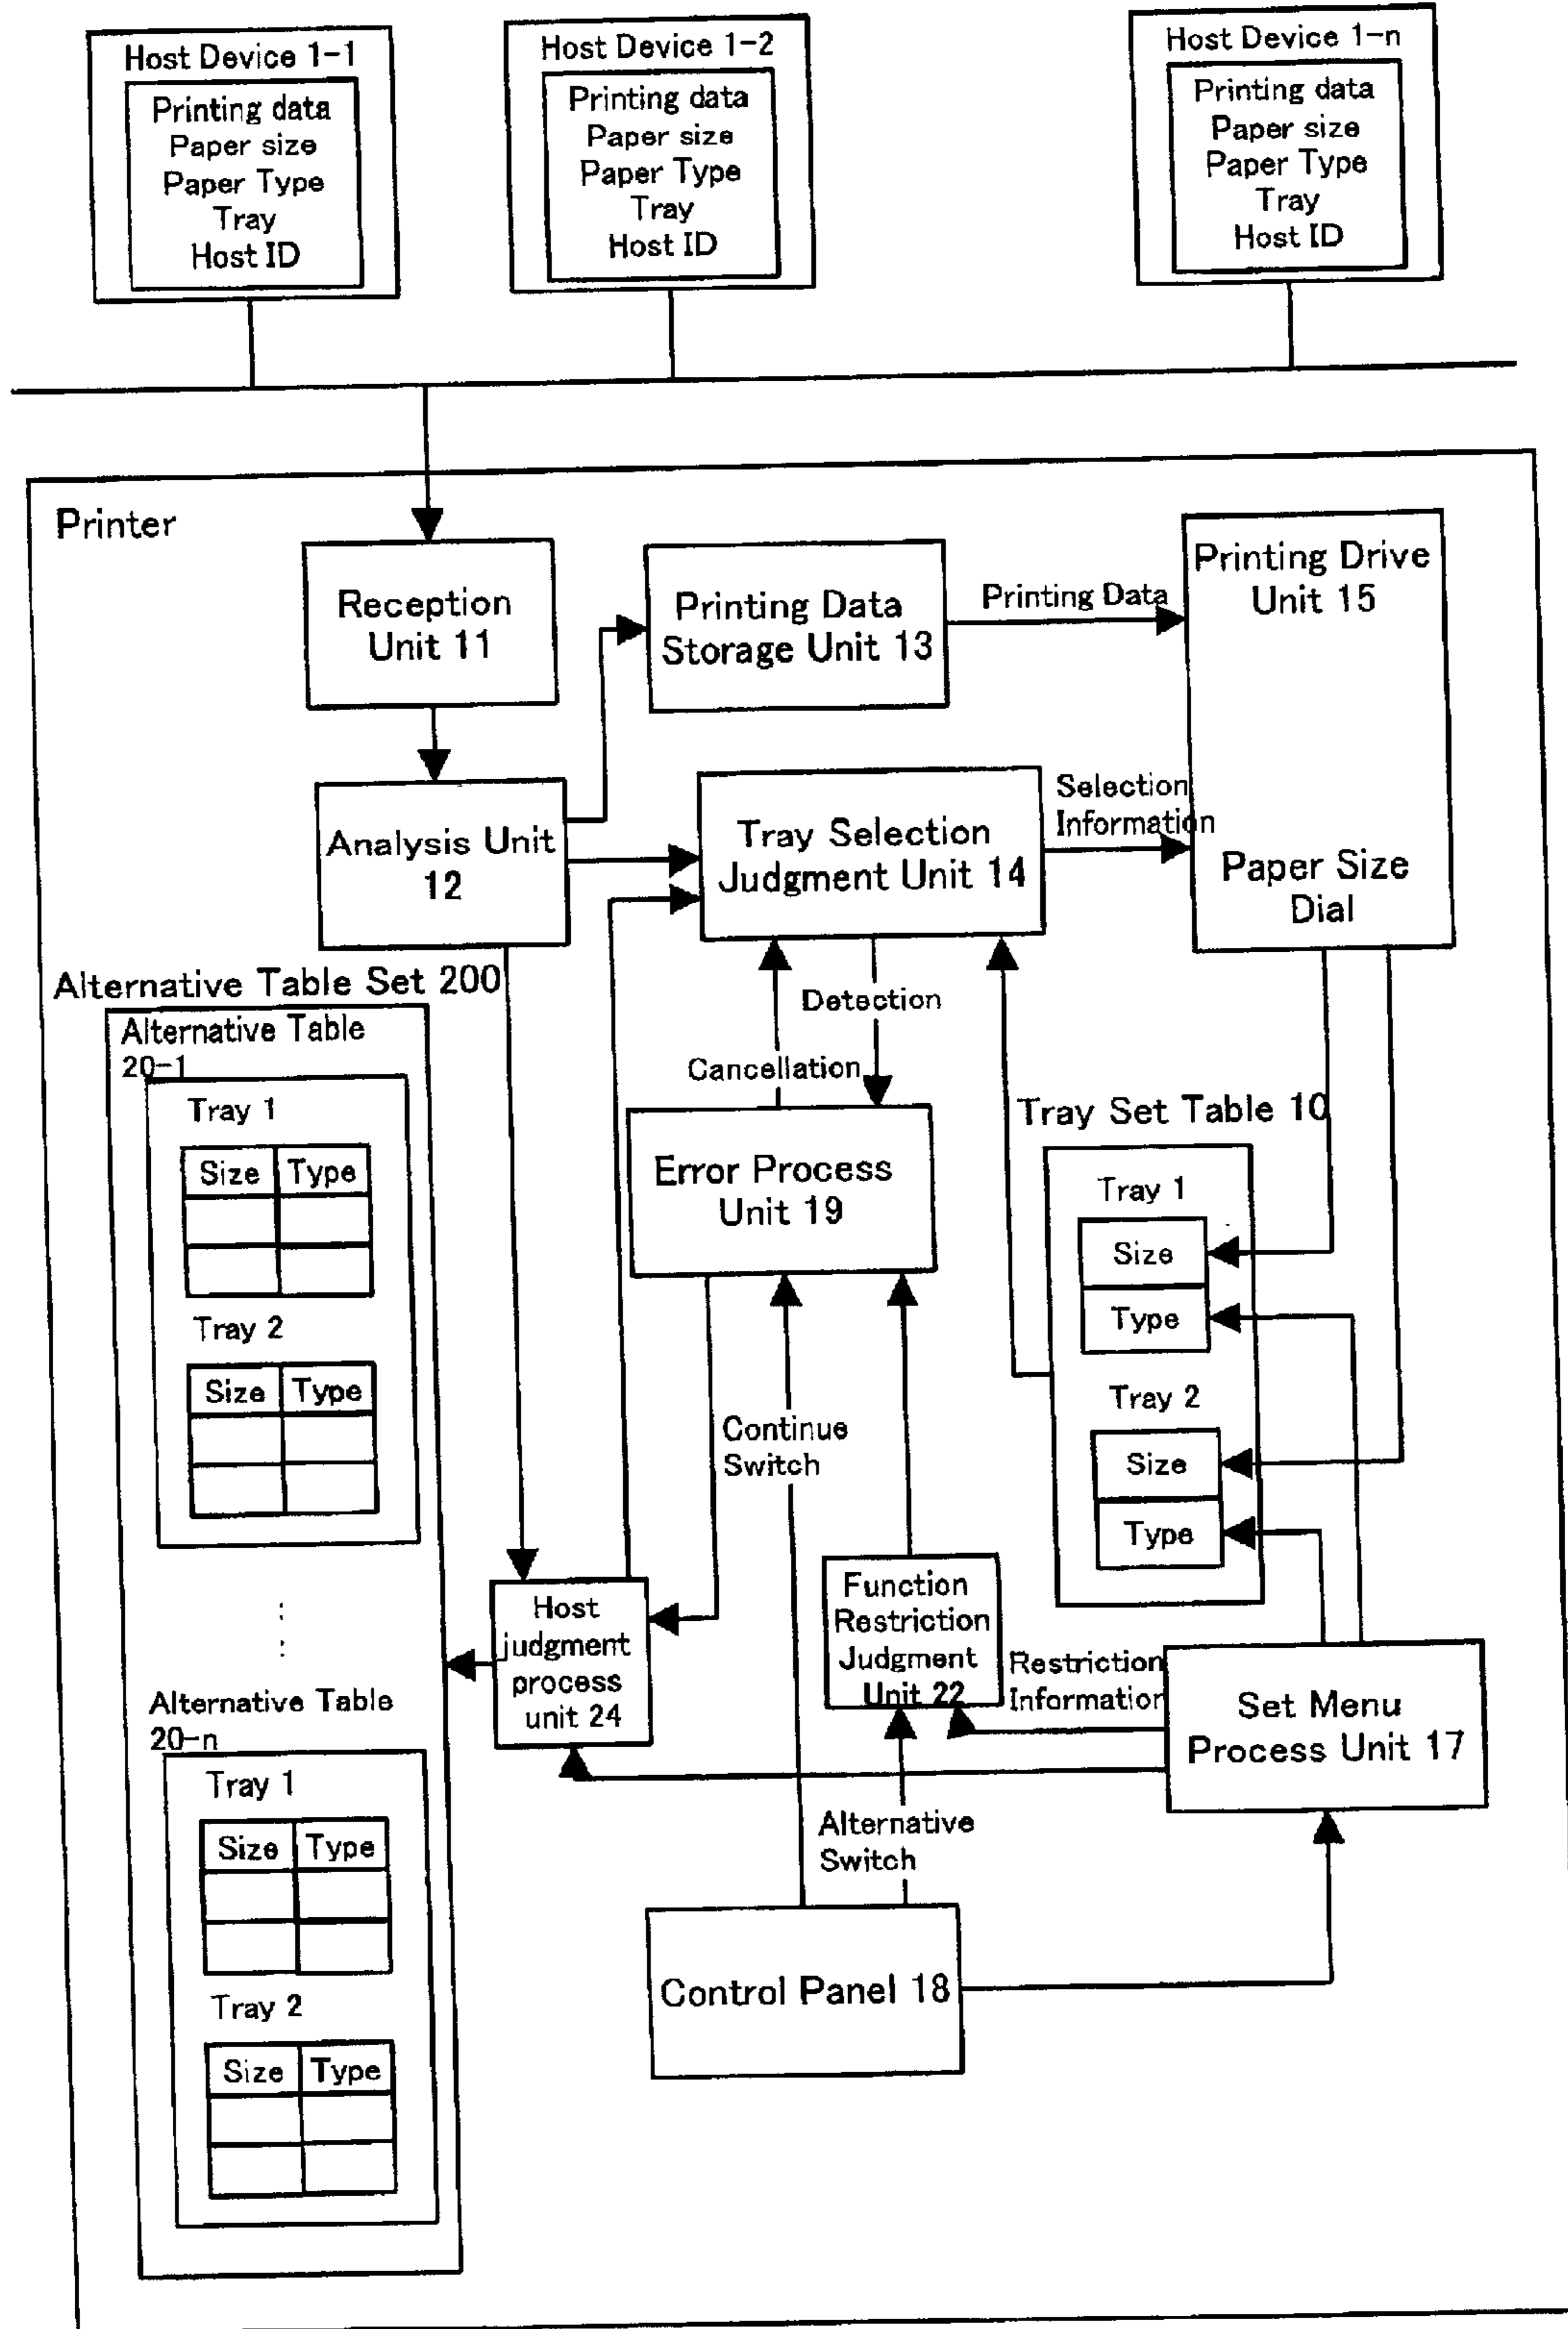 Host Device 1-1
Printing data
Paper size
Paper Type
Tray
Host ID
Host Device 1-2
Printing data
Paper size
Paper Type
Tray
Host ID
Host Device 1-n
Printing data
Paper size
Paper Type
Tray
Host ID
Printer
Reception
Unit 11
Printing Data
Storage Unit 13
Printing Data
Printing Drive
Unit 15
Analysis Unit
12
Tray Selection
Judgment Unit 14
Selection
Information
Paper Size
Dial
Alternative Table Set 200
Alternative Table
20-1
Tray 1
Size Type
Tray 2
Size Type
Detection
Cancellation
Error Process
Unit 19
Tray Set Table 10
Tray 1
Size
Type
Tray 2
Size
Type
Continue
Switch
Host
judgment
process
unit 24
Function
Restriction
Judgment
Unit 22
Restriction
Information
Set Menu
Process Unit 17
Alternative Table
20-n
Tray 1
Size Type
Tray 2
Size Type
Alternative
Switch
Control Panel 18